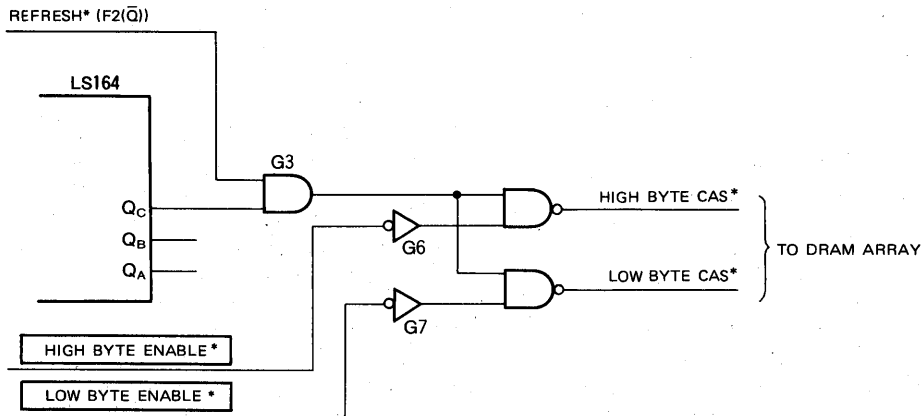 REFRESH* (F2(Q̅))
LS164
G3
QC
QB
QA
G6
G7
HIGH BYTE CAS*
LOW BYTE CAS*
TO DRAM ARRAY
HIGH BYTE ENABLE*
LOW BYTE ENABLE*